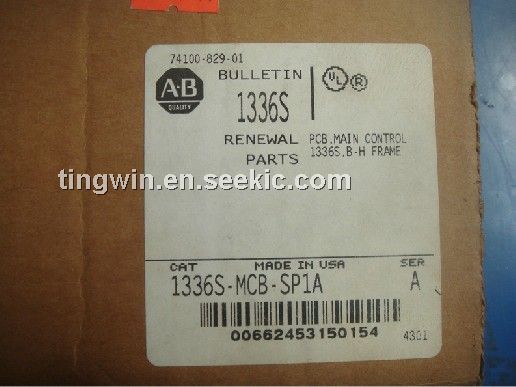 74100-829-01
A-B
QUALITY
BULLETIN
1336S
UL R
RENEWAL
PARTS
PCB,MAIN CONTROL
1336S,B-H FRAME
tingwin.en.seekic.com
CAT MADE IN USA SER
1336S-MCB-SP1A A
00662453150154 4301